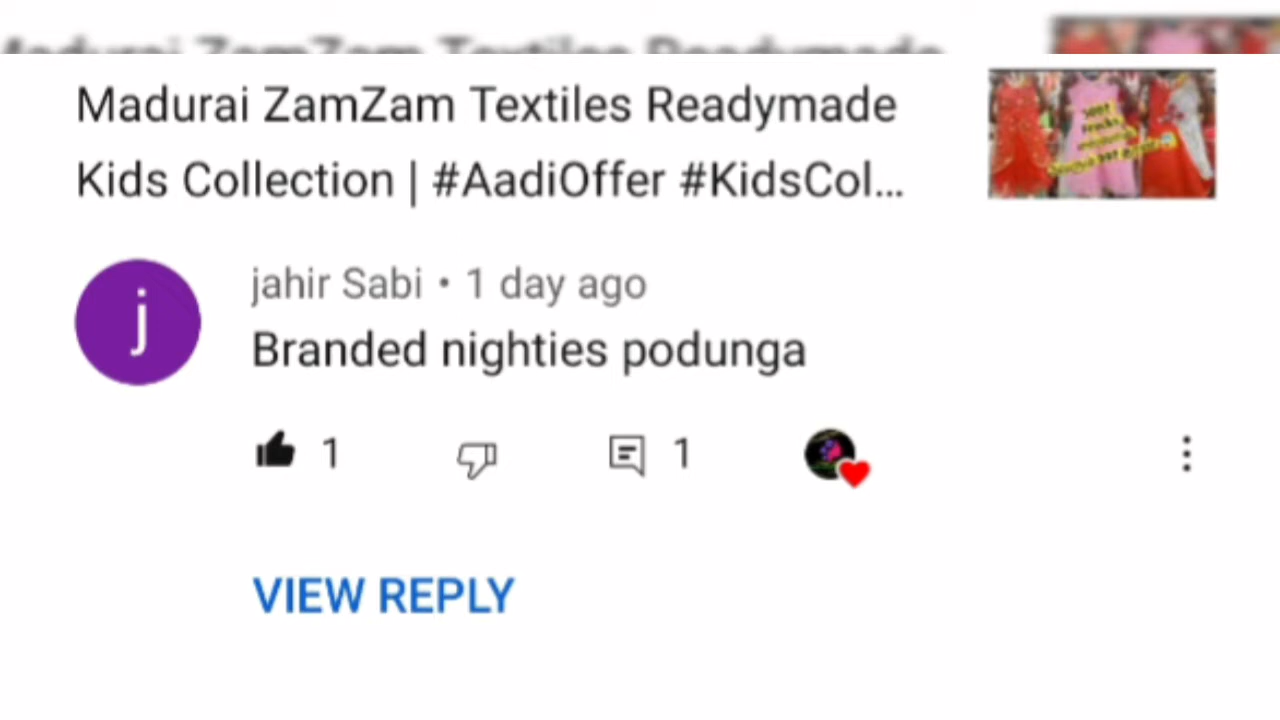 Madurai ZamZam Textiles Readymade
Kids Collection | #AadiOffer #KidsCol...
j
jahir Sabi • 1 day ago
Branded nighties podunga
1
1
VIEW REPLY